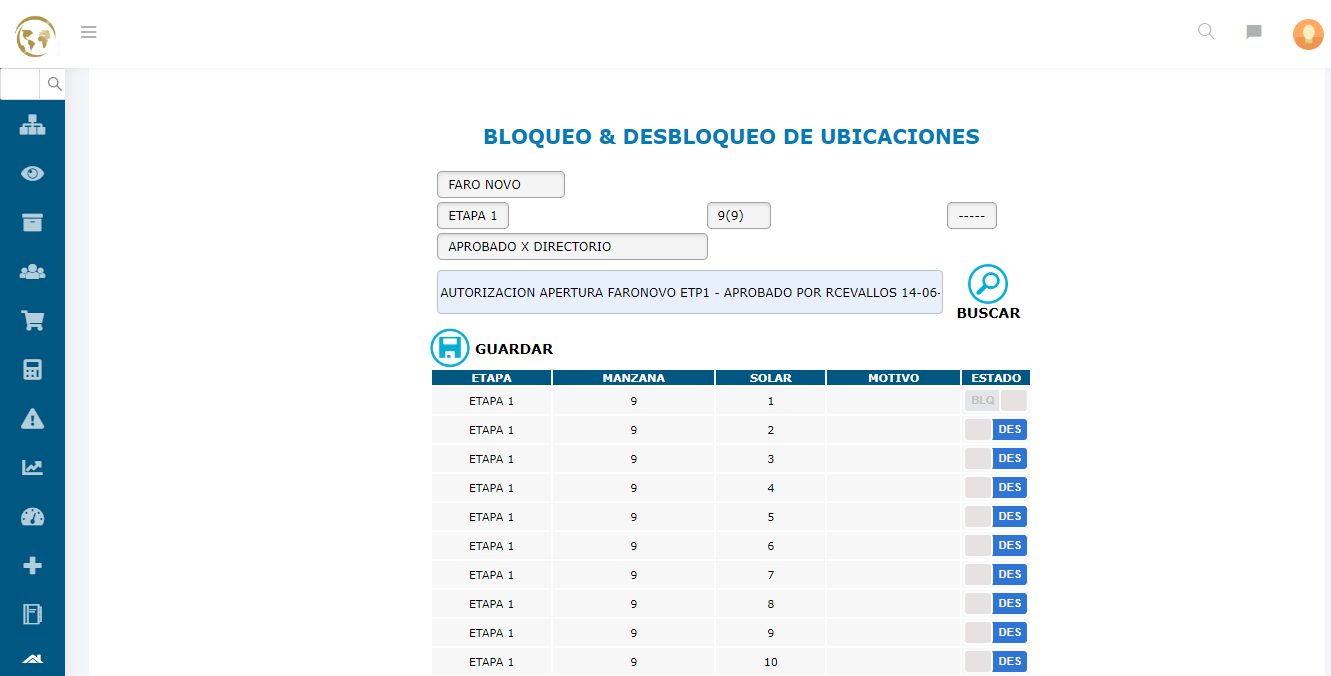 BLOQUEO & DESBLOQUEO DE UBICACIONES
FARO NOVO
ETAPA 1 9(9) -----
APROBADO X DIRECTORIO
AUTORIZACION APERTURA FARONOVO ETP1 - APROBADO POR RCEVALLOS 14-06-
BUSCAR
GUARDAR
ETAPA MANZANA SOLAR MOTIVO ESTADO
ETAPA 1 9 1 BLQ
ETAPA 1 9 2 DES
ETAPA 1 9 3 DES
ETAPA 1 9 4 DES
ETAPA 1 9 5 DES
ETAPA 1 9 6 DES
ETAPA 1 9 7 DES
ETAPA 1 9 8 DES
ETAPA 1 9 9 DES
ETAPA 1 9 10 DES